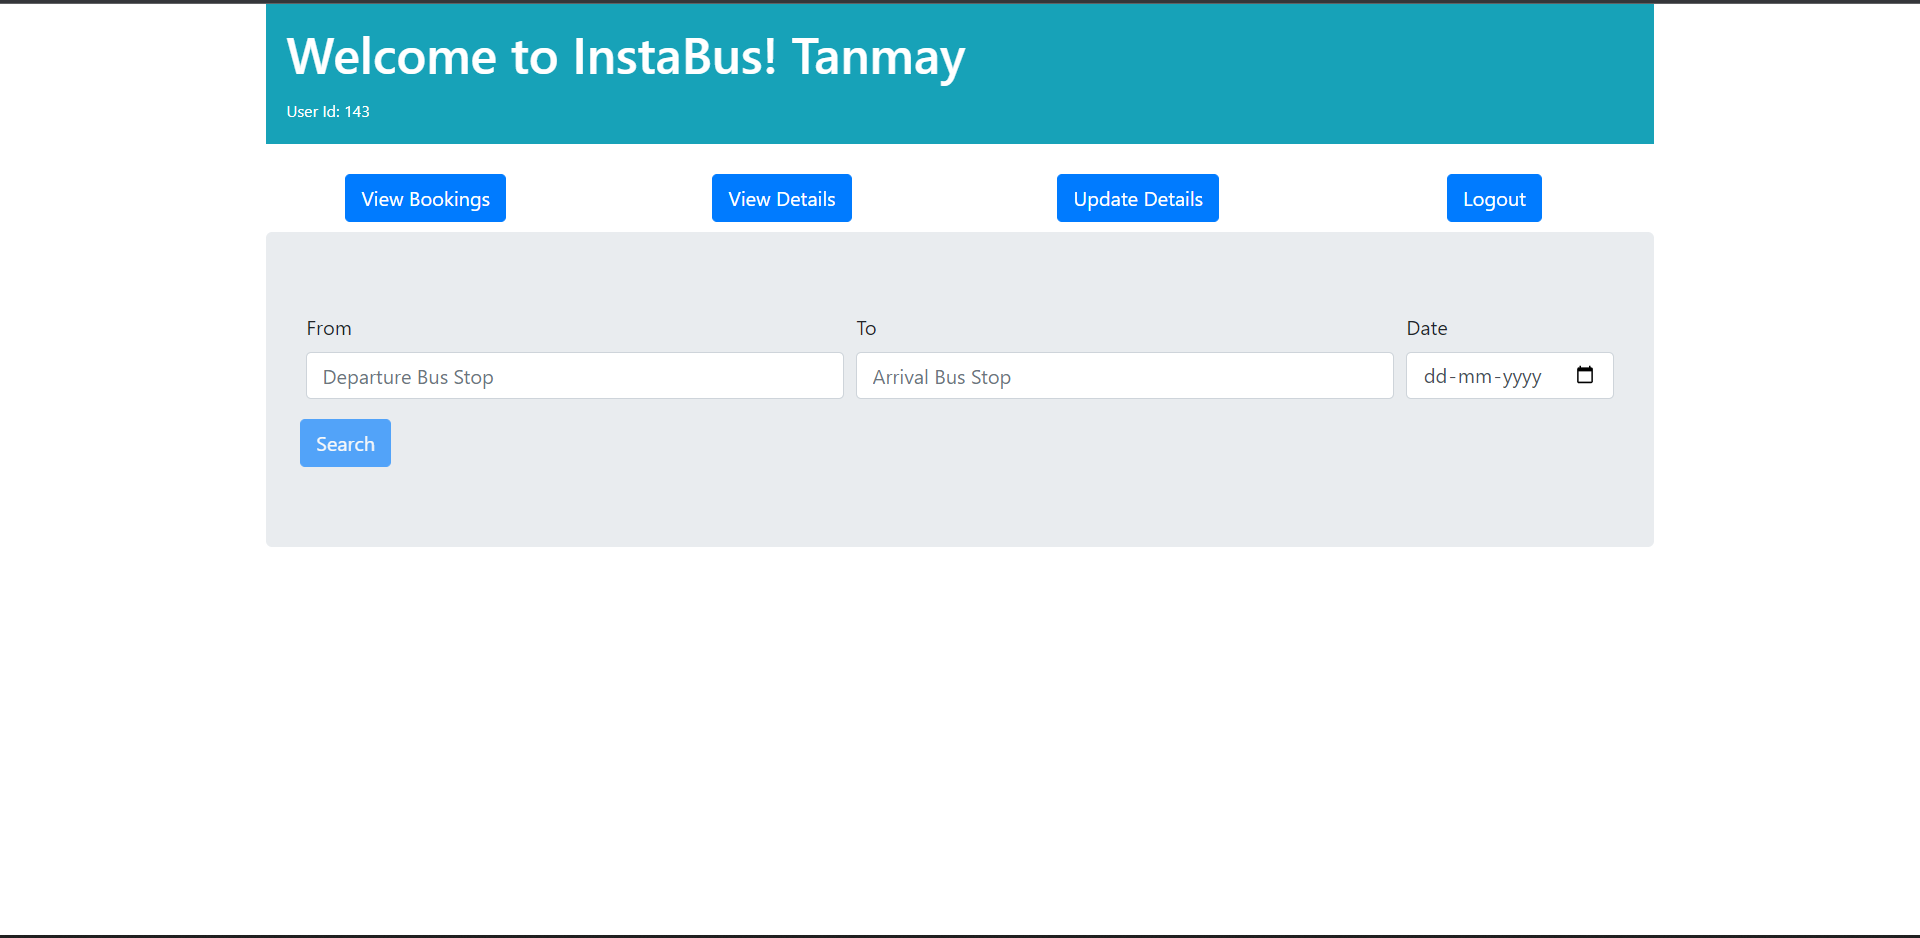 Welcome to InstaBus! Tanmay
User Id: 143
View Bookings View Details Update Details Logout
From To Date
Departure Bus Stop Arrival Bus Stop dd-mm-yyyy
Search